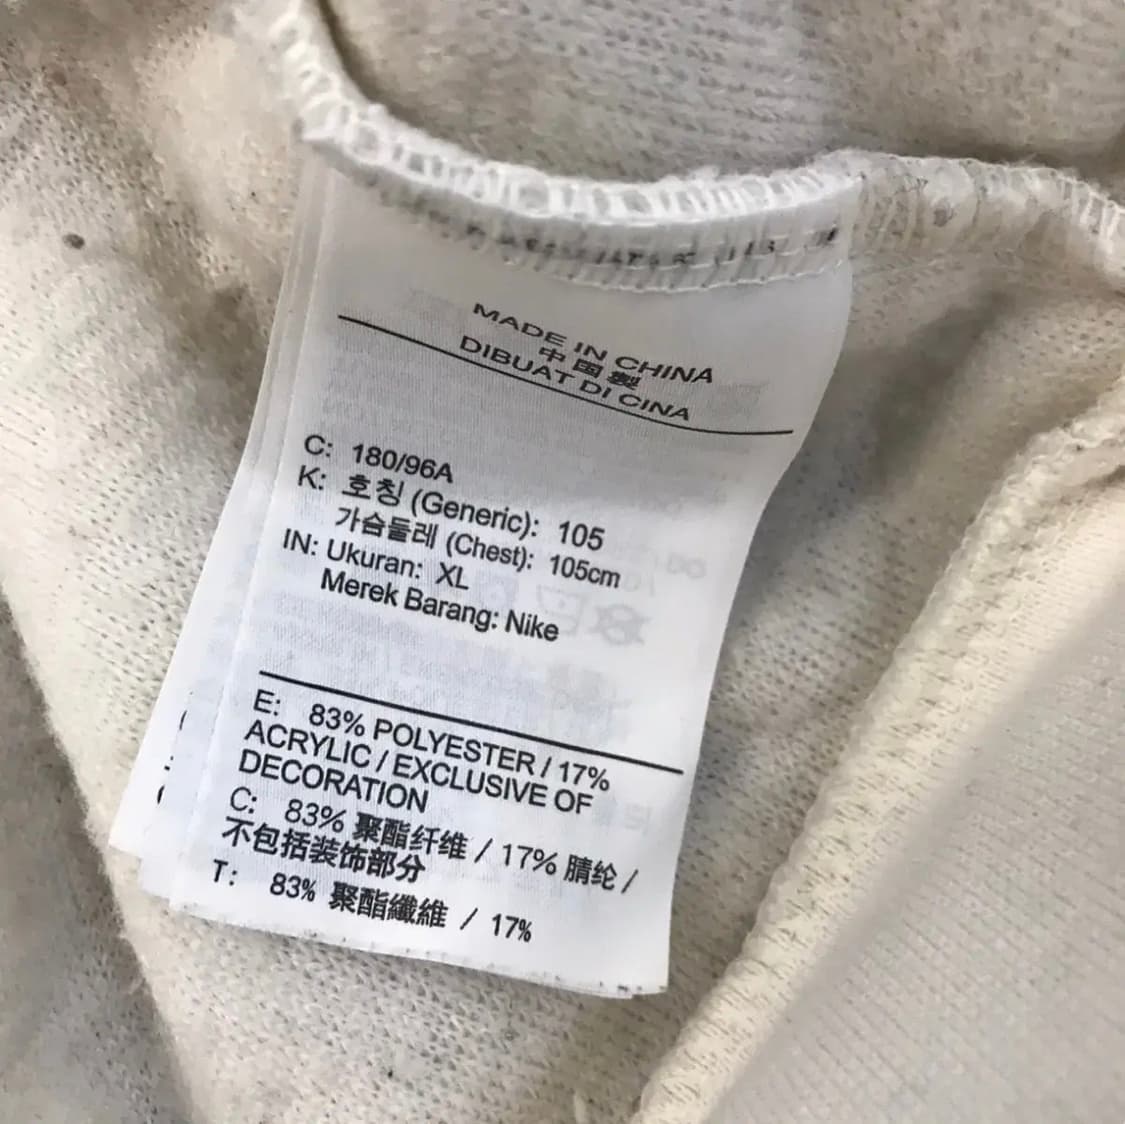 MADE IN CHINA
中国製
DIBUAT DI CINA
C: 180/96A
K: 호칭 (Generic): 105
가슴둘레 (Chest): 105cm
IN: Ukuran: XL
Merek Barang: Nike
E: 83% POLYESTER / 17%
ACRYLIC / EXCLUSIVE OF
DECORATION
C: 83% 聚酯纤维 / 17% 腈纶 /
不包括装饰部分
T: 83% 聚酯纖維 / 17%